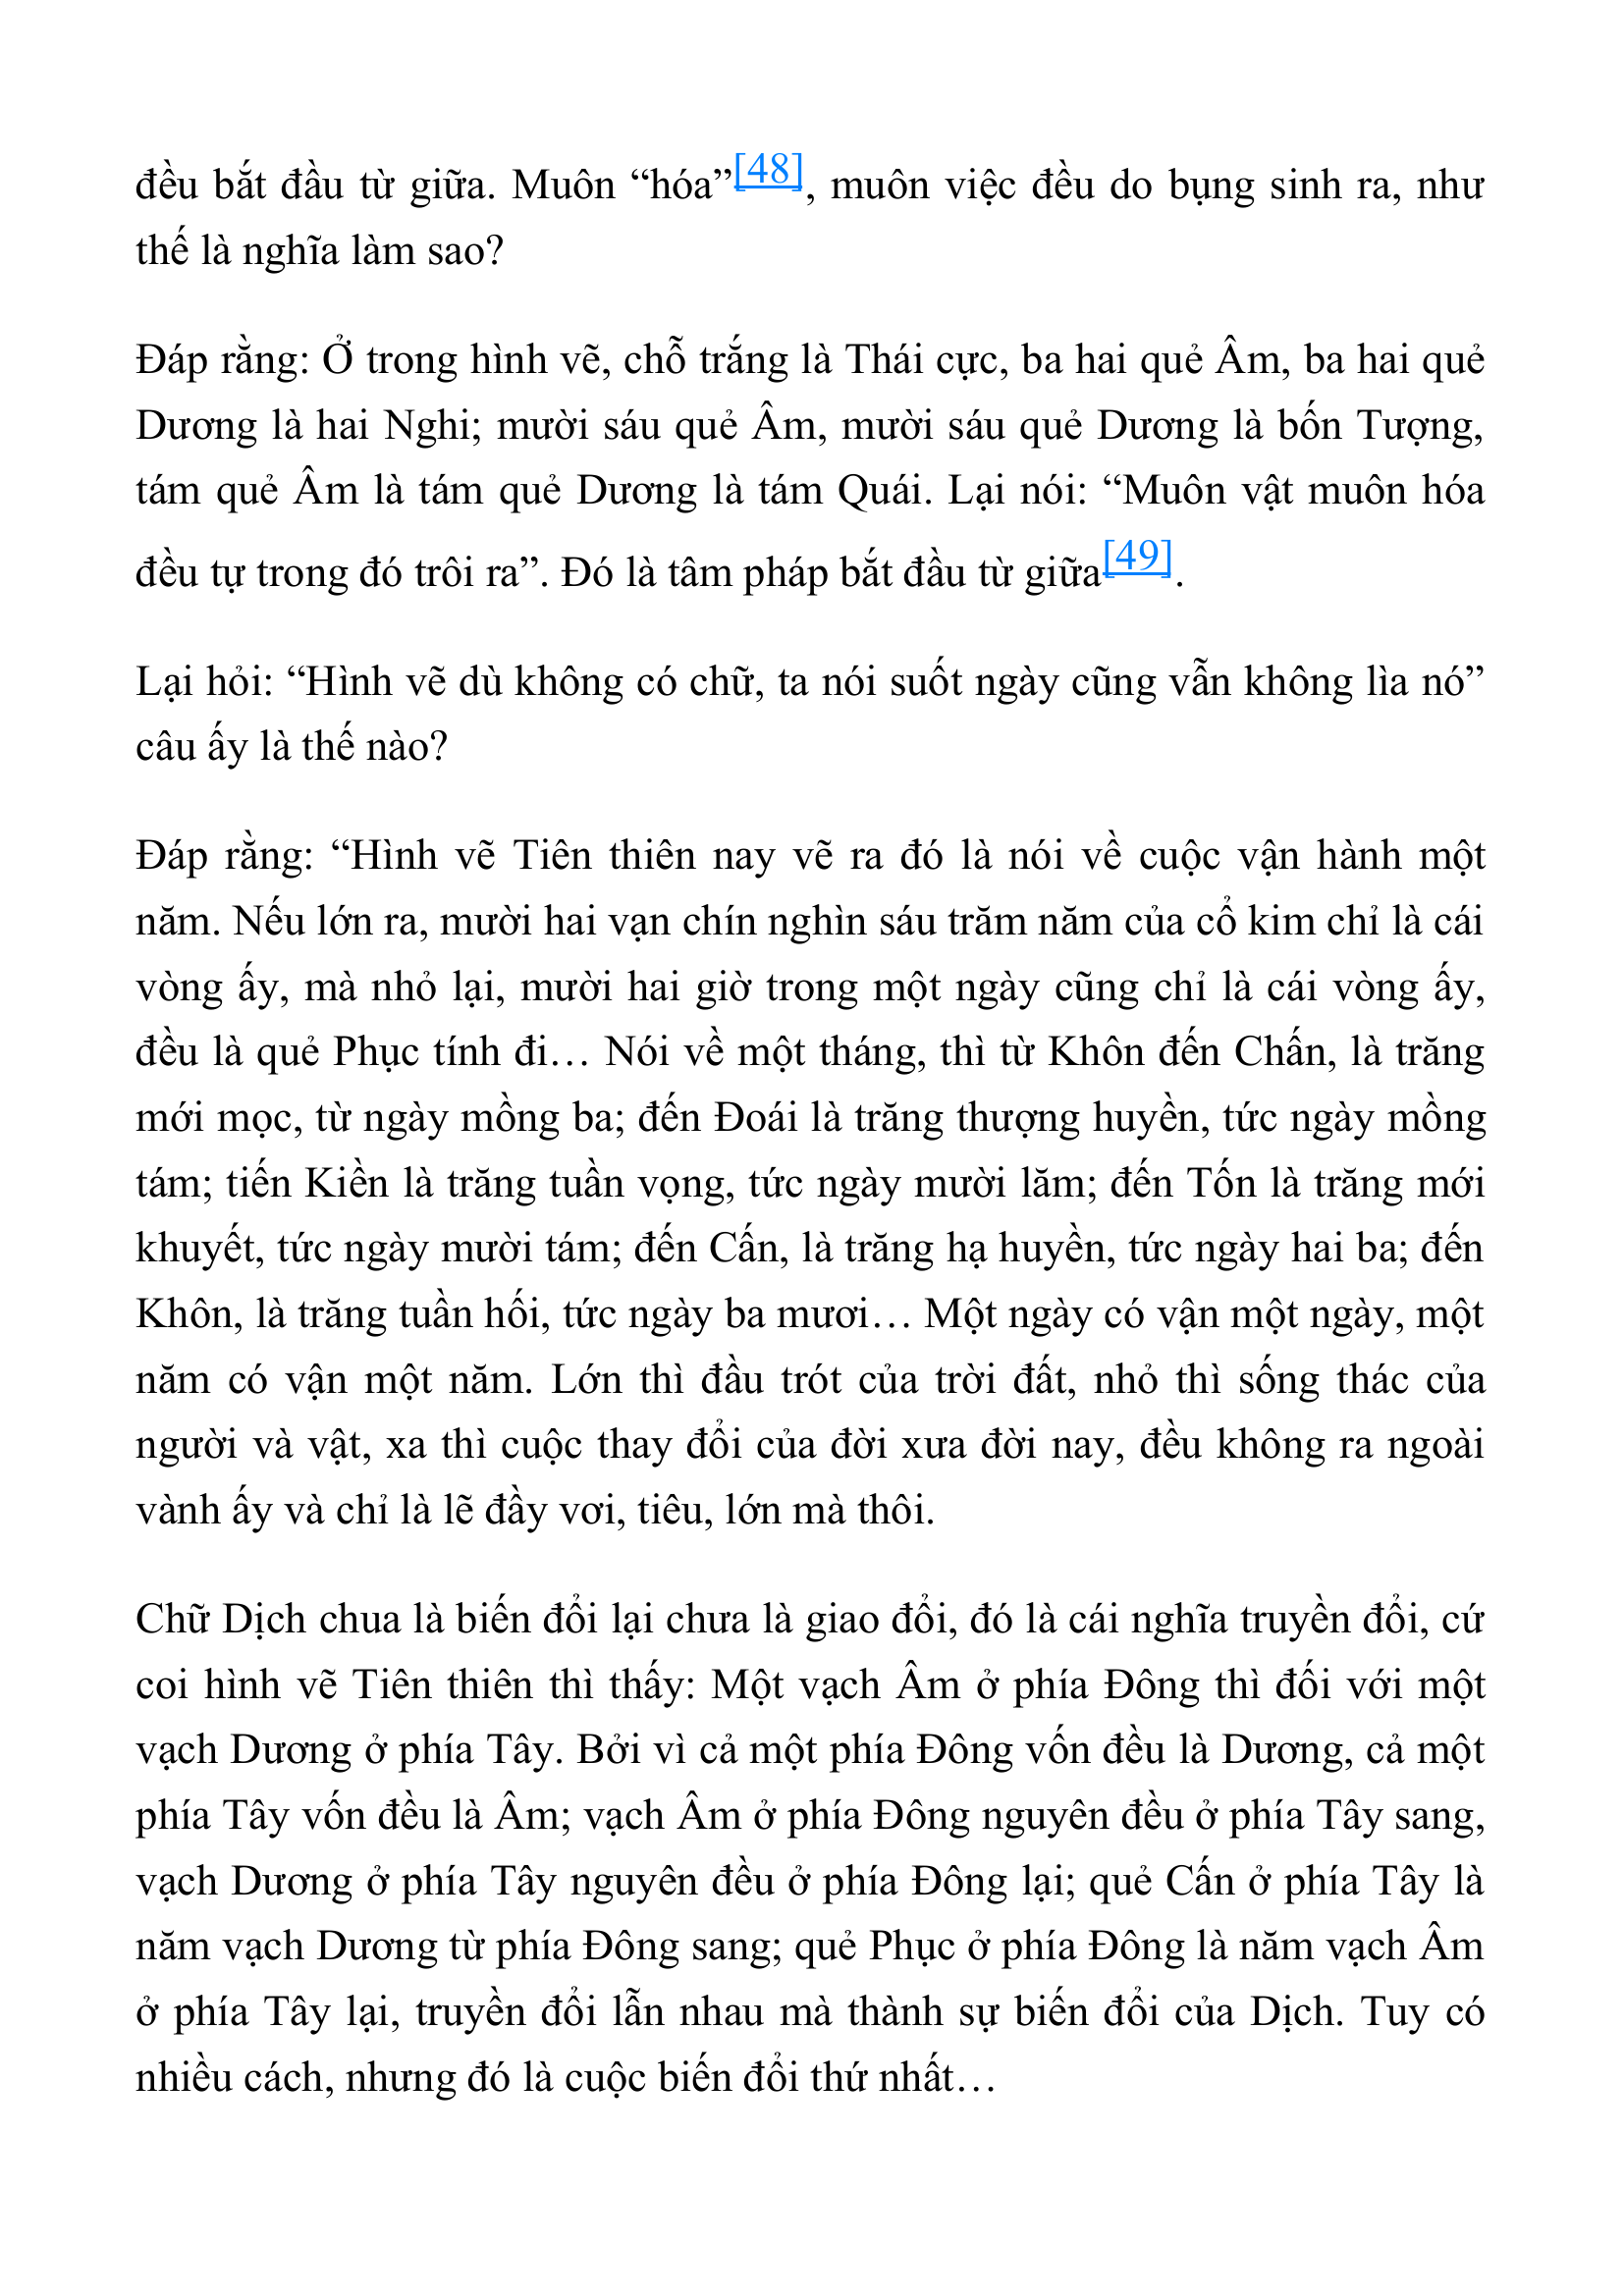 đều bắt đầu từ giữa. Muôn “hóa”[48], muôn việc đều do bụng sinh ra, như
thế là nghĩa làm sao?
Đáp rằng: Ở trong hình vẽ, chỗ trắng là Thái cực, ba hai quẻ Âm, ba hai quẻ
Dương là hai Nghi; mười sáu quẻ Âm, mười sáu quẻ Dương là bốn Tượng,
tám quẻ Âm là tám quẻ Dương là tám Quái. Lại nói: “Muôn vật muôn hóa
đều tự trong đó trôi ra”. Đó là tâm pháp bắt đầu từ giữa[49].
Lại hỏi: “Hình vẽ dù không có chữ, ta nói suốt ngày cũng vẫn không lìa nó”
câu ấy là thế nào?
Đáp rằng: “Hình vẽ Tiên thiên nay vẽ ra đó là nói về cuộc vận hành một
năm. Nếu lớn ra, mười hai vạn chín nghìn sáu trăm năm của cổ kim chỉ là cái
vòng ấy, mà nhỏ lại, mười hai giờ trong một ngày cũng chỉ là cái vòng ấy,
đều là quẻ Phục tính đi… Nói về một tháng, thì từ Khôn đến Chấn, là trăng
mới mọc, từ ngày mồng ba; đến Đoái là trăng thượng huyền, tức ngày mồng
tám; tiến Kiền là trăng tuần vọng, tức ngày mười lăm; đến Tốn là trăng mới
khuyết, tức ngày mười tám; đến Cấn, là trăng hạ huyền, tức ngày hai ba; đến
Khôn, là trăng tuần hối, tức ngày ba mươi… Một ngày có vận một ngày, một
năm có vận một năm. Lớn thì đầu trót của trời đất, nhỏ thì sống thác của
người và vật, xa thì cuộc thay đổi của đời xưa đời nay, đều không ra ngoài
vành ấy và chỉ là lẽ đầy vơi, tiêu, lớn mà thôi.
Chữ Dịch chua là biến đổi lại chưa là giao đổi, đó là cái nghĩa truyền đổi, cứ
coi hình vẽ Tiên thiên thì thấy: Một vạch Âm ở phía Đông thì đối với một
vạch Dương ở phía Tây. Bởi vì cả một phía Đông vốn đều là Dương, cả một
phía Tây vốn đều là Âm; vạch Âm ở phía Đông nguyên đều ở phía Tây sang,
vạch Dương ở phía Tây nguyên đều ở phía Đông lại; quẻ Cấn ở phía Tây là
năm vạch Dương từ phía Đông sang; quẻ Phục ở phía Đông là năm vạch Âm
ở phía Tây lại, truyền đổi lẫn nhau mà thành sự biến đổi của Dịch. Tuy có
nhiều cách, nhưng đó là cuộc biến đổi thứ nhất…